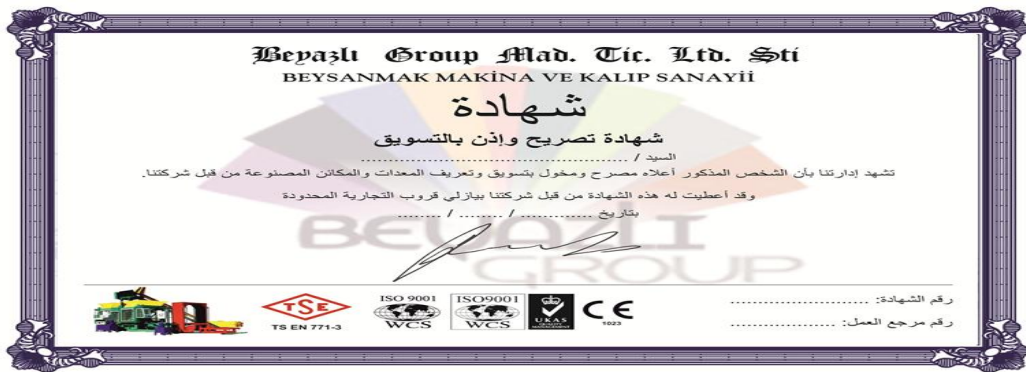 Beyazlı Group Mad. Tic. Ltd. Sti
BEYSANMAK MAKİNA VE KALIP SANAYİİ
شهادة
شهادة تصريح وإذن بالتسويق
السيد / ............................................................
تشهد إدارتنا بأن الشخص المذكور أعلاه مصرح ومخول بتسويق وتعريف المعدات والمكائن المصنوعة من قبل شركتنا.
وقد أعطيت له هذه الشهادة من قبل شركتنا بيازلي قروب التجارية المحدودة
بتاريخ ............. / ........ / ........
BEYAZLI
GROUP
رقم الشهادة: ........................
رقم مرجع العمل: ..................
TSE
TS EN 771-3
ISO 9001
WCS
ISO9001
WCS
UKAS
QUALITY
MANAGEMENT
CE
1023